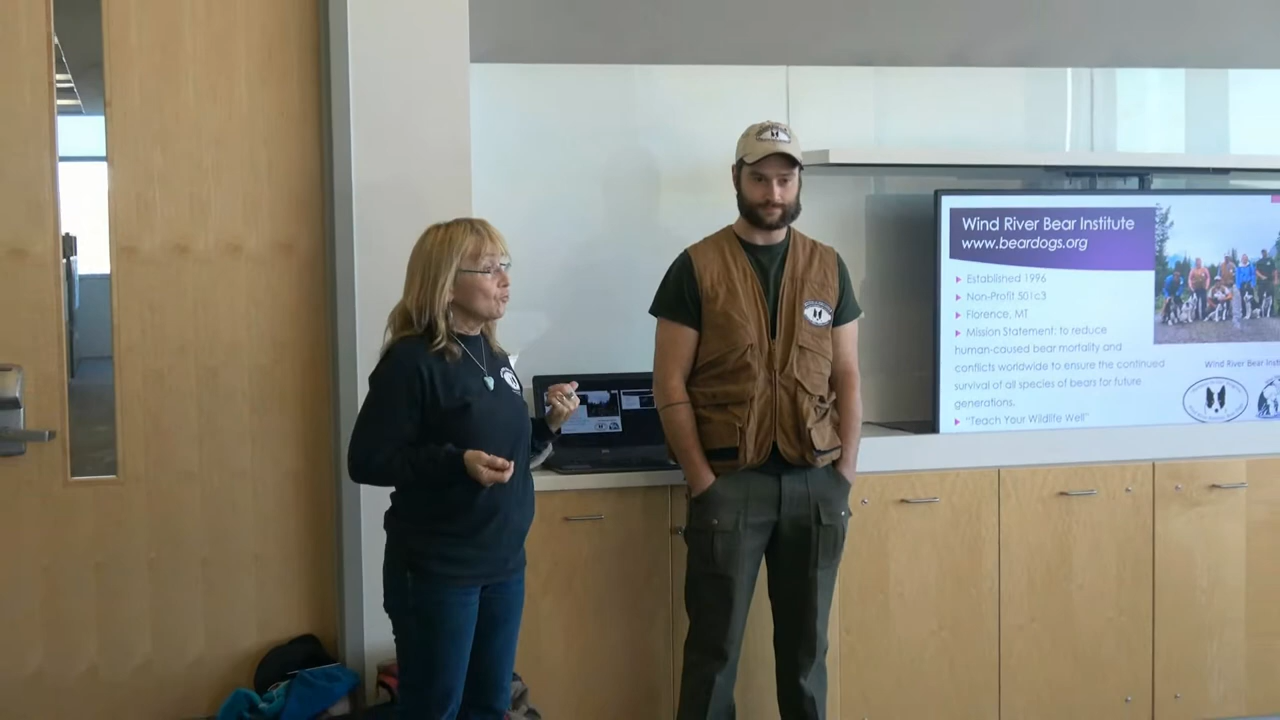 Wind River Bear Institute
www.beardogs.org
Established 1996
Non-Profit 501c3
Florence, MT
Mission Statement: to reduce
human-caused bear mortality and
conflicts worldwide to ensure the continued
survival of all species of bears for future
generations.
"Teach Your Wildlife Well"
Wind River Bear Insti